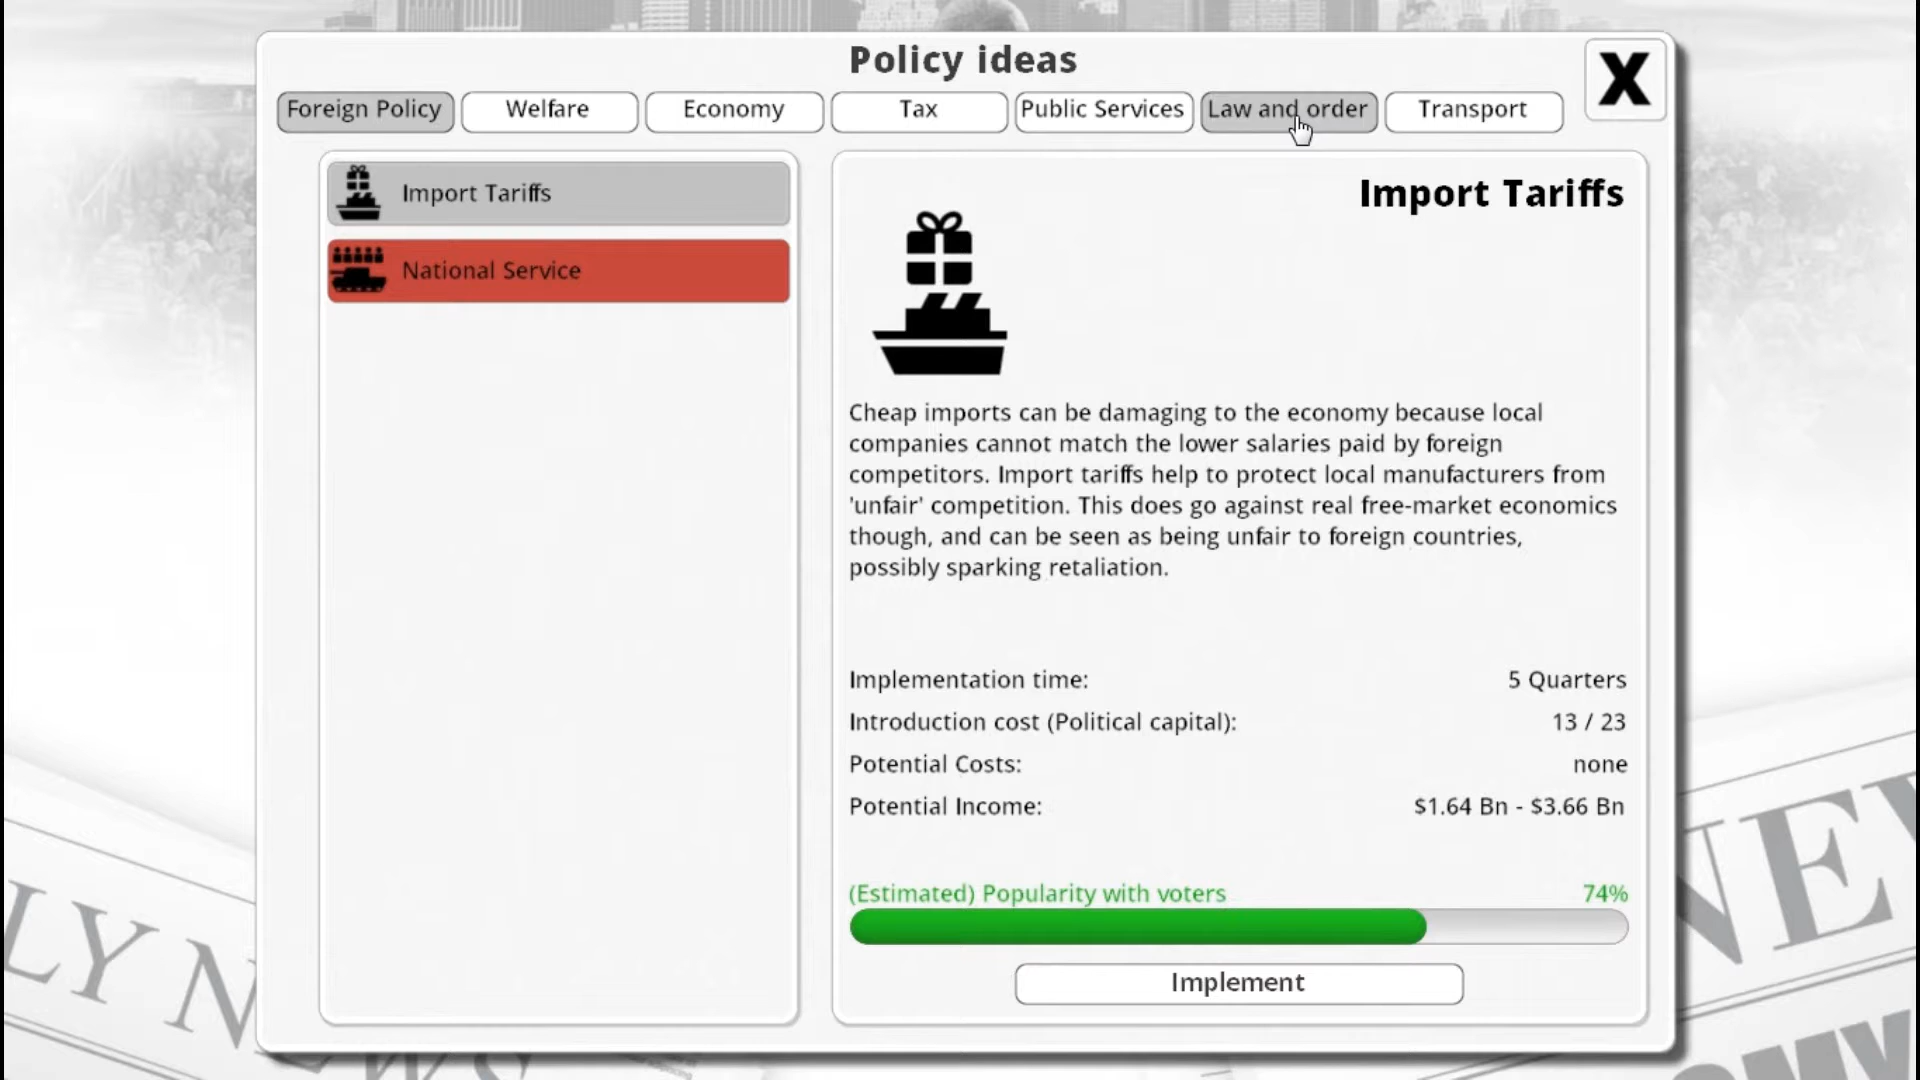 Policy ideas
X
Foreign Policy
Welfare
Economy
Tax
Public Services
Law and order
Transport
Import Tariffs
National Service
Import Tariffs
Cheap imports can be damaging to the economy because local
companies cannot match the lower salaries paid by foreign
competitors. Import tariffs help to protect local manufacturers from
'unfair' competition. This does go against real free-market economics
though, and can be seen as being unfair to foreign countries,
possibly sparking retaliation.
Implementation time: 5 Quarters
Introduction cost (Political capital): 13 / 23
Potential Costs: none
Potential Income: $1.64 Bn - $3.66 Bn
(Estimated) Popularity with voters 74%
Implement
LY NEWS
NEW
OMY